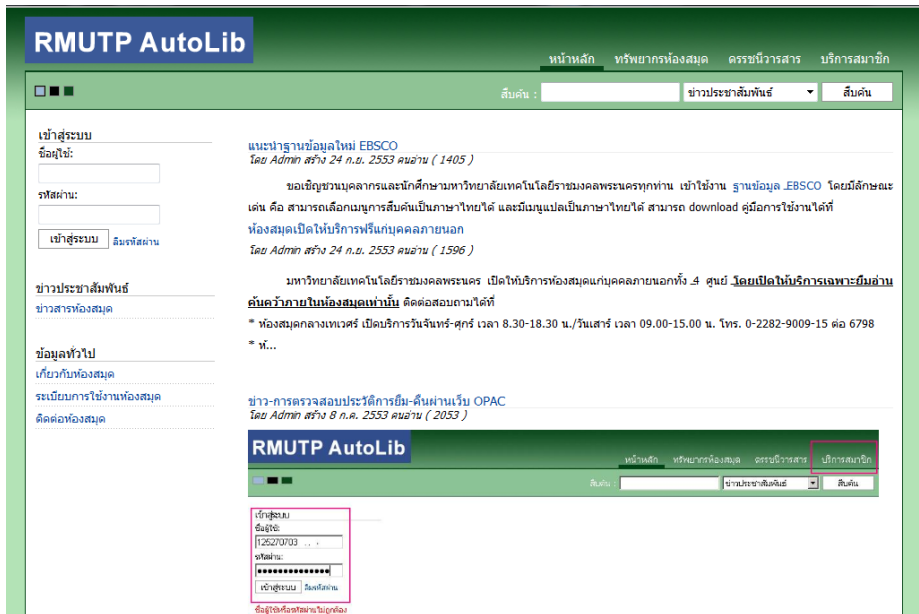 RMUTP AutoLib
หน้าหลัก ทรัพยากรห้องสมุด ดรรชนีวารสาร บริการสมาชิก
สืบค้น : ข่าวประชาสัมพันธ์ สืบค้น
เข้าสู่ระบบ
ชื่อผู้ใช้:
รหัสผ่าน:
เข้าสู่ระบบ ลืมรหัสผ่าน
ข่าวประชาสัมพันธ์
ข่าวสารห้องสมุด
ข้อมูลทั่วไป
เกี่ยวกับห้องสมุด
ระเบียบการใช้งานห้องสมุด
ติดต่อห้องสมุด
แนะนำฐานข้อมูลใหม่ EBSCO
โดย Admin สร้าง 24 ก.ย. 2553 คนอ่าน ( 1405 )
ขอเชิญชวนบุคลากรและนักศึกษามหาวิทยาลัยเทคโนโลยีราชมงคลพระนครทุกท่าน เข้าใช้งาน ฐานข้อมูล EBSCO โดยมีลักษณะ
เด่น คือ สามารถเลือกเมนูการสืบค้นเป็นภาษาไทยได้ และมีเมนูแปลเป็นภาษาไทยได้ สามารถ download คู่มือการใช้งานได้ที่
ห้องสมุดเปิดให้บริการฟรีแก่บุคคลภายนอก
โดย Admin สร้าง 24 ก.ย. 2553 คนอ่าน ( 1596 )
มหาวิทยาลัยเทคโนโลยีราชมงคลพระนคร เปิดให้บริการห้องสมุดแก่บุคคลภายนอกทั้ง 4 ศูนย์ โดยเปิดให้บริการเฉพาะยืมอ่าน
ค้นคว้าภายในห้องสมุดเท่านั้น ติดต่อสอบถามได้ที่
* ห้องสมุดกลางเทเวศร์ เปิดบริการวันจันทร์-ศุกร์ เวลา 8.30-18.30 น./วันเสาร์ เวลา 09.00-15.00 น. โทร. 0-2282-9009-15 ต่อ 6798
* ห้...
ข่าว-การตรวจสอบประวัติการยืม-คืนผ่านเว็บ OPAC
โดย Admin สร้าง 8 ก.ค. 2553 คนอ่าน ( 2053 )
RMUTP AutoLib
หน้าหลัก ทรัพยากรห้องสมุด ดรรชนีวารสาร บริการสมาชิก
สืบค้น : ข่าวประชาสัมพันธ์ สืบค้น
เข้าสู่ระบบ
ชื่อผู้ใช้:
125270703
รหัสผ่าน:
เข้าสู่ระบบ ลืมรหัสผ่าน
ชื่อผู้ใช้หรือรหัสผ่านไม่ถูกต้อง